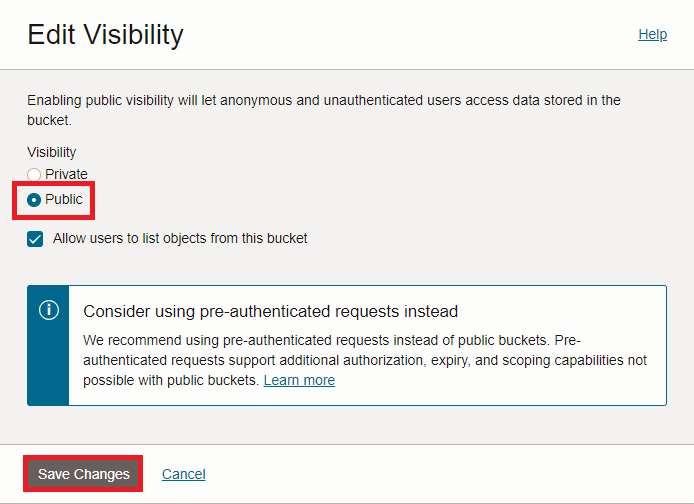 Edit Visibility
Help
Enabling public visibility will let anonymous and unauthenticated users access data stored in the
bucket.
Visibility
Private
Public
Allow users to list objects from this bucket
Consider using pre-authenticated requests instead
We recommend using pre-authenticated requests instead of public buckets. Pre-
authenticated requests support additional authorization, expiry, and scoping capabilities not
possible with public buckets. Learn more
Save Changes
Cancel